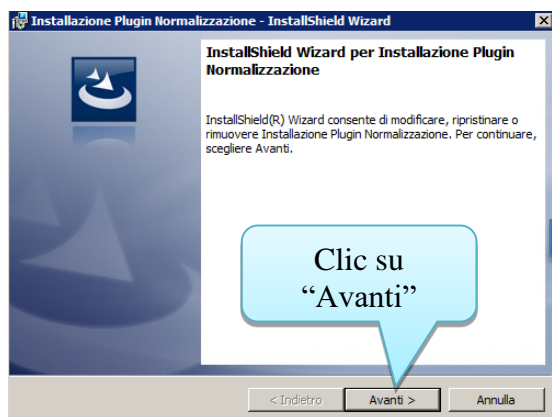 Installazione Plugin Normalizzazione - InstallShield Wizard
InstallShield Wizard per Installazione Plugin
Normalizzazione
InstallShield(R) Wizard consente di modificare, ripristinare o
rimuovere Installazione Plugin Normalizzazione. Per continuare,
scegliere Avanti.
Clic su
“Avanti”
< Indietro
Avanti >
Annulla